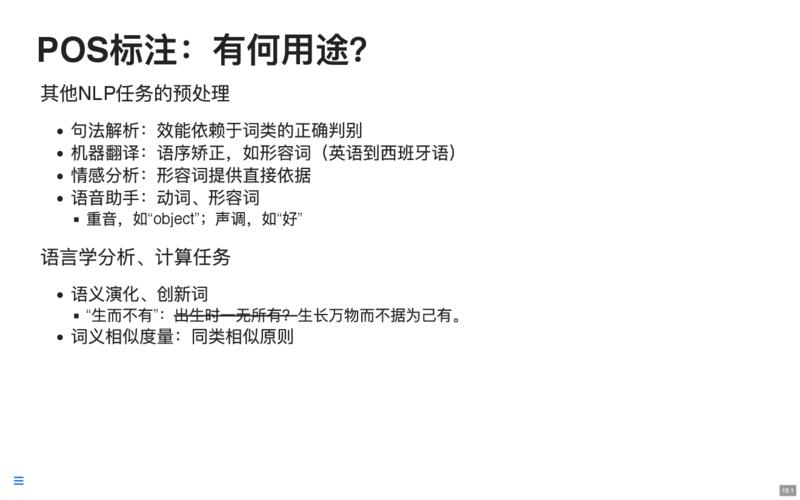 POS标注：有何用途？
其他NLP任务的预处理
• 句法解析：效能依赖于词类的正确判别
• 机器翻译：语序矫正，如形容词（英语到西班牙语）
• 情感分析：形容词提供直接依据
• 语音助手：动词、形容词
▪ 重音，如“object”；声调，如“好”
语言学分析、计算任务
• 语义演化、创新词
▪ “生而不有”：出生时一无所有？生长万物而不据为己有。
• 词义相似度量：同类相似原则
15.1